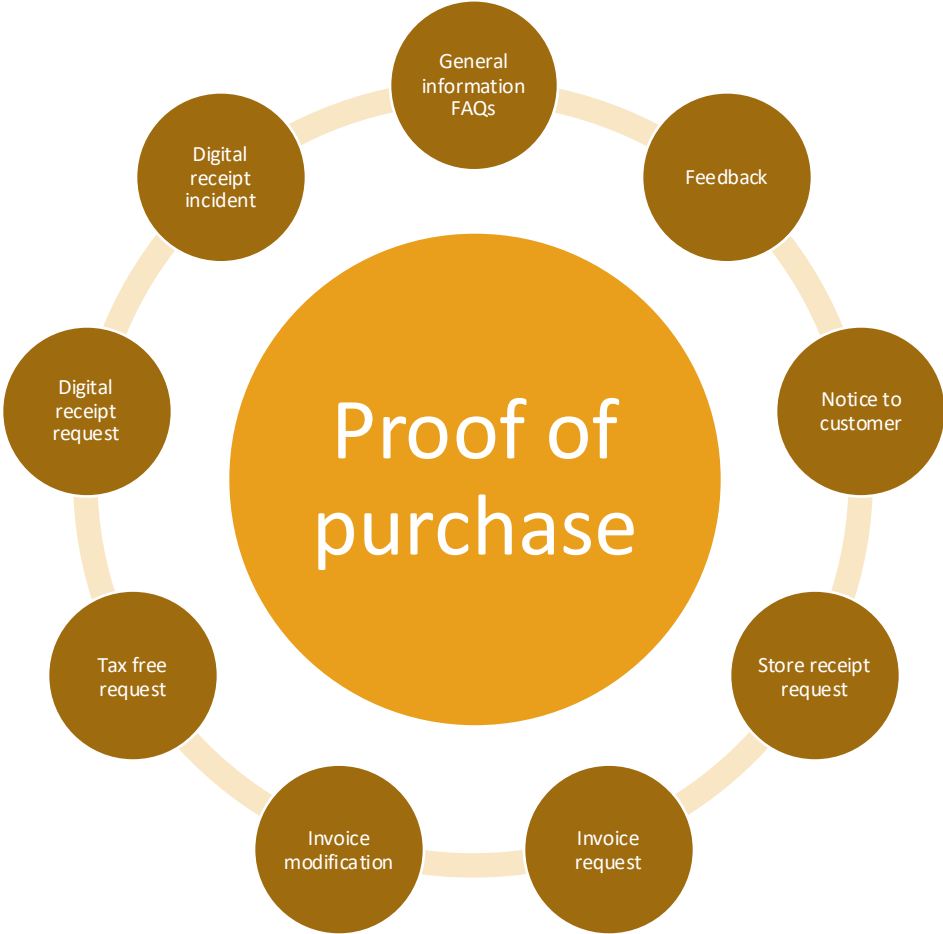 General
information
FAQs
Feedback
Notice to
customer
Store receipt
request
Invoice
request
Invoice
modification
Tax free
request
Digital
receipt
request
Digital
receipt
incident
Proof of
purchase